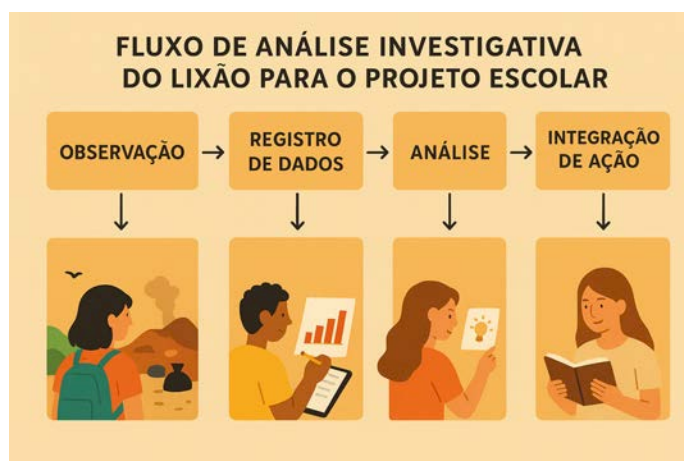 FLUXO DE ANÁLISE INVESTIGATIVA
DO LIXÃO PARA O PROJETO ESCOLAR
OBSERVAÇÃO
REGISTRO
DE DADOS
ANÁLISE
INTEGRAÇÃO
DE AÇÃO